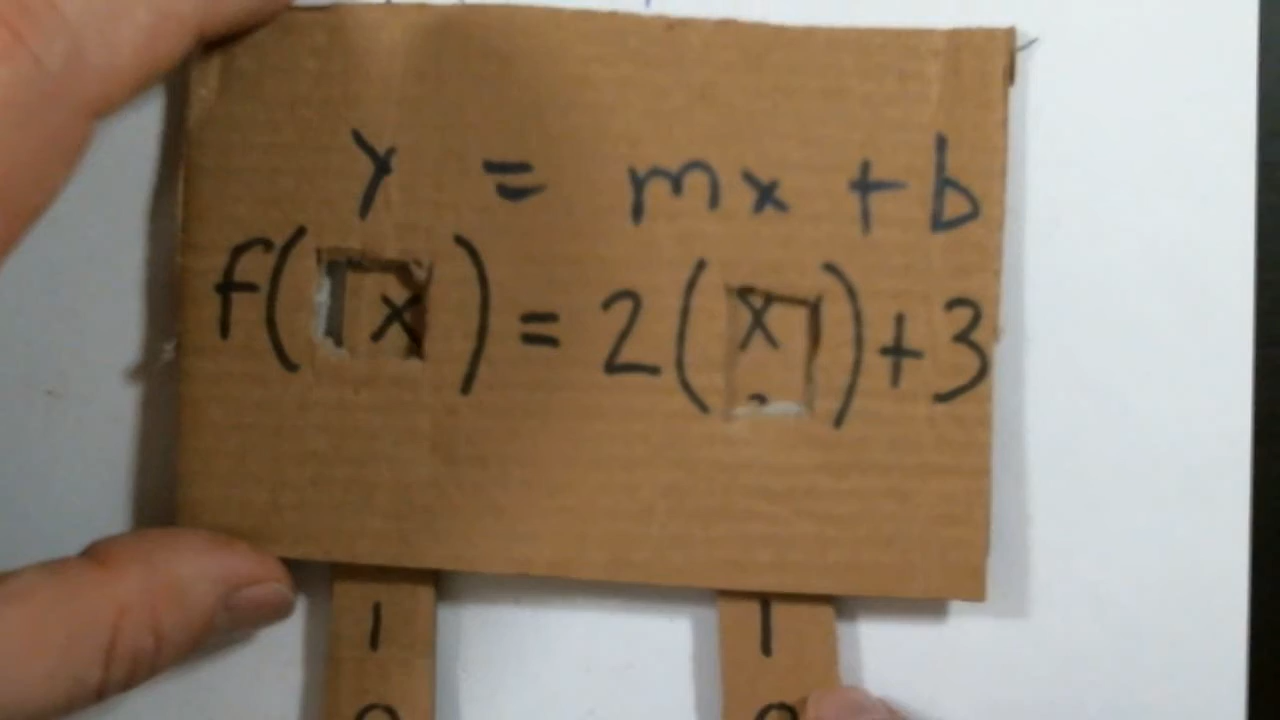 y = mx + b
f(x) = 2(x) + 3
1 1